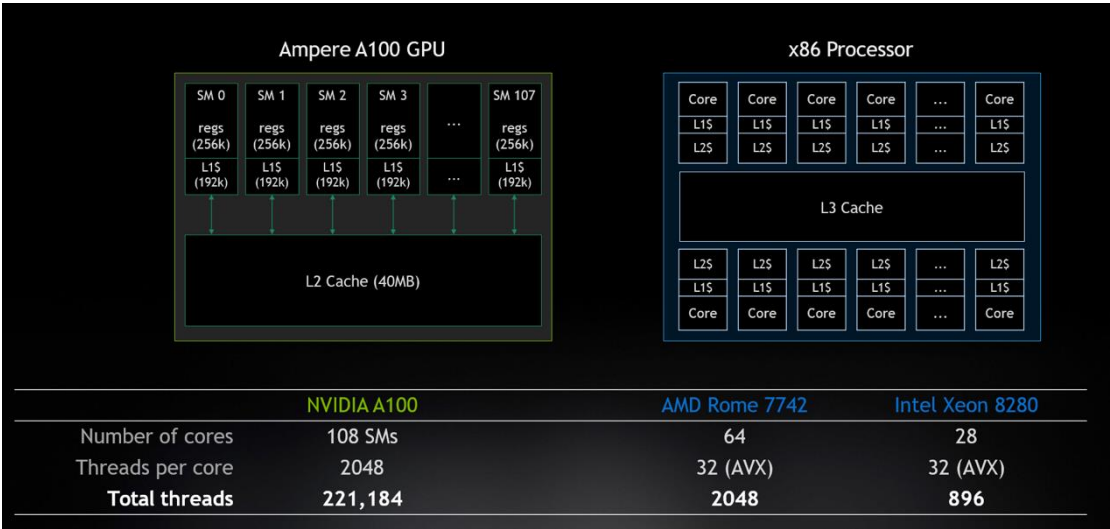 Ampere A100 GPU
SM 0 SM 1 SM 2 SM 3 SM 107
...
regs regs regs regs regs
(256k) (256k) (256k) (256k) (256k)
L1$ L1$ L1$ L1$ L1$
(192k) (192k) (192k) (192k) ... (192k)
L2 Cache (40MB)
x86 Processor
Core Core Core Core ... Core
L1$ L1$ L1$ L1$ ... L1$
L2$ L2$ L2$ L2$ ... L2$
L3 Cache
L2$ L2$ L2$ L2$ ... L2$
L1$ L1$ L1$ L1$ ... L1$
Core Core Core Core ... Core
NVIDIA A100 AMD Rome 7742 Intel Xeon 8280
Number of cores 108 SMs 64 28
Threads per core 2048 32 (AVX) 32 (AVX)
Total threads 221,184 2048 896